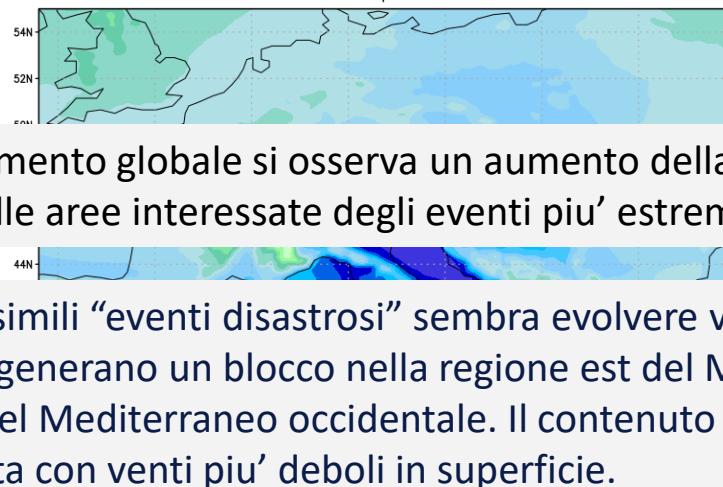 54N
52N
mento globale si osserva un aumento della
lle aree interessate degli eventi piu’ estrem
44N
simili “eventi disastrosi” sembra evolvere v
generano un blocco nella regione est del M
el Mediterraneo occidentale. Il contenuto
ta con venti piu’ deboli in superficie.